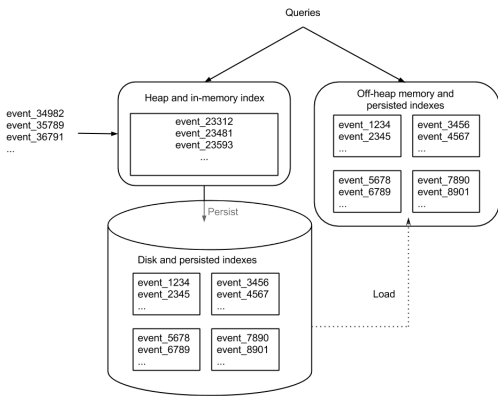 Queries
event_34982
event_35789
event_36791
...
Heap and in-memory index
event_23312
event_23481
event_23593
...
Off-heap memory and
persisted indexes
event_1234
event_2345
...
event_3456
event_4567
...
event_5678
event_6789
...
event_7890
event_8901
...
Persist
Disk and persisted indexes
event_1234
event_2345
...
event_3456
event_4567
...
event_5678
event_6789
...
event_7890
event_8901
...
Load